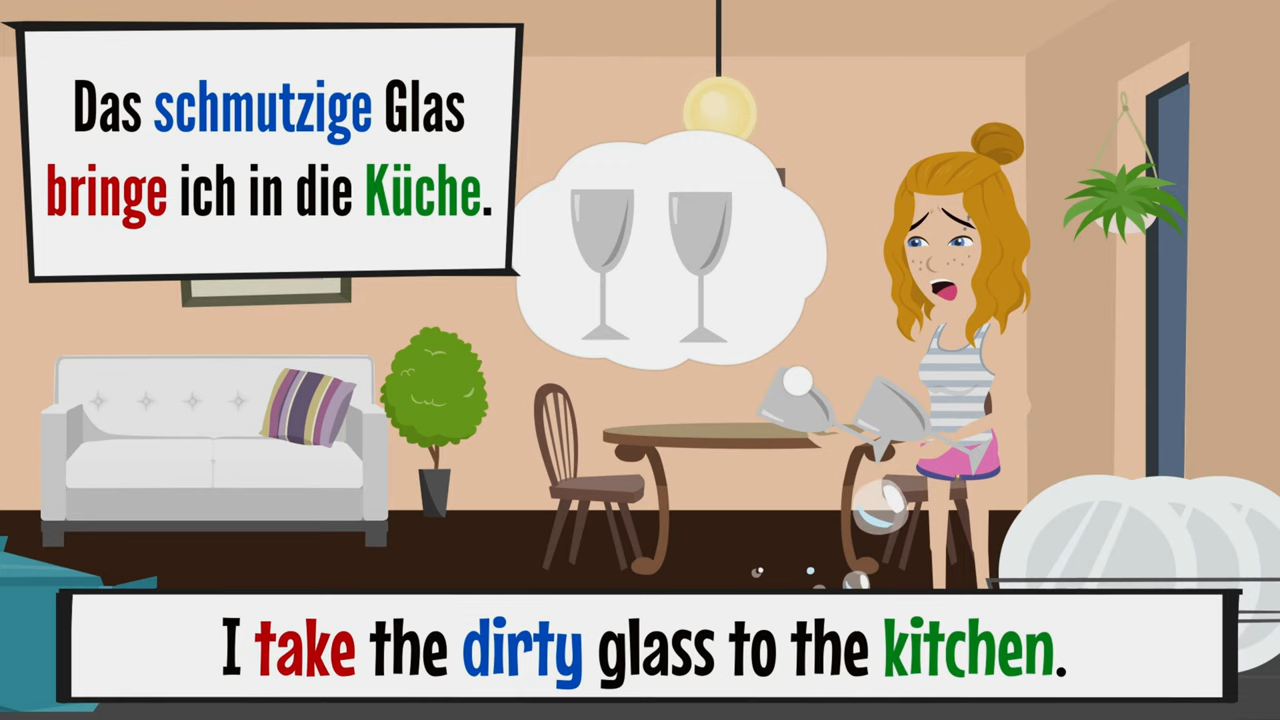 Das schmutzige Glas
bringe ich in die Küche.
I take the dirty glass to the kitchen.